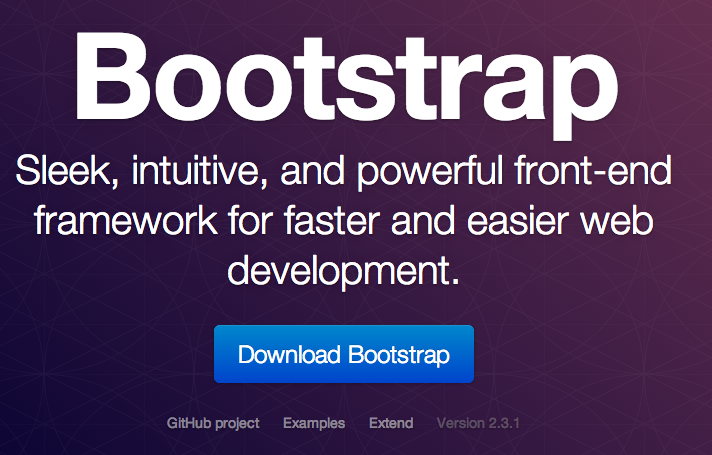 Bootstrap
Sleek, intuitive, and powerful front-end
framework for faster and easier web
development.
Download Bootstrap
GitHub project Examples Extend Version 2.3.1